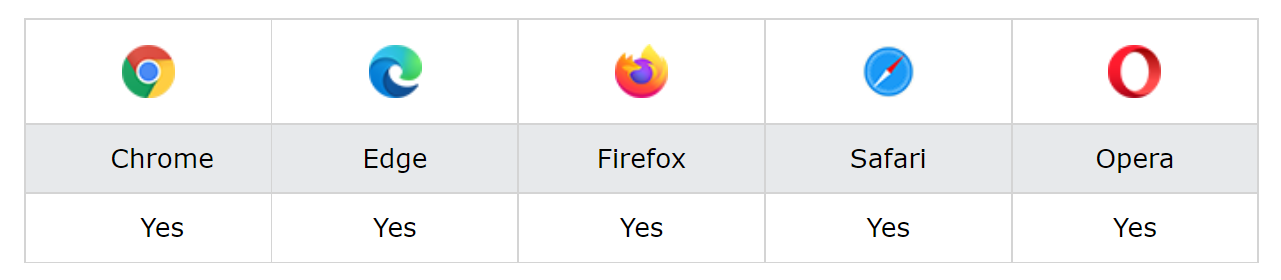 Chrome Edge Firefox Safari Opera
Yes Yes Yes Yes Yes